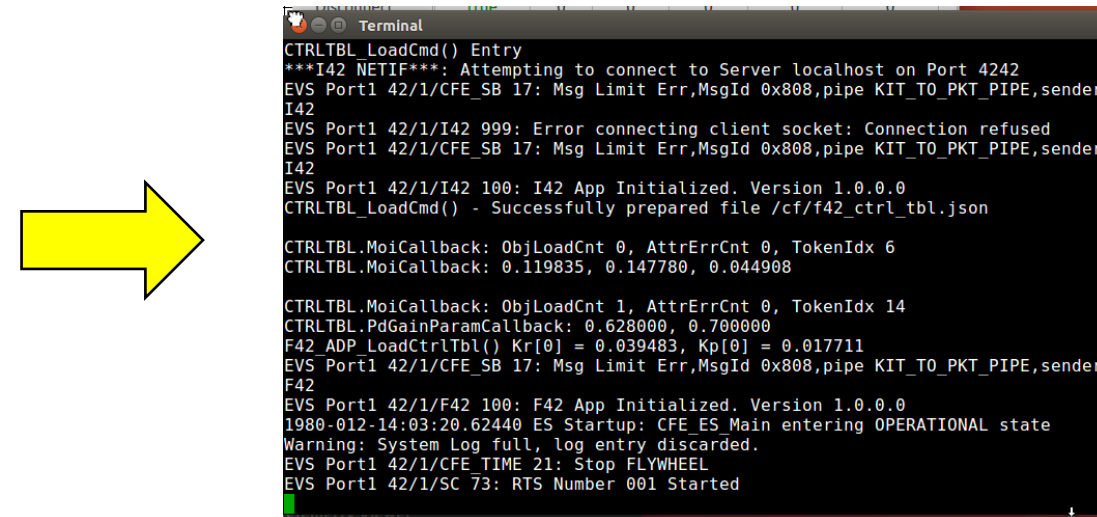 Disconnect true 0 0 0 0 0
Terminal
CTRLTBL_LoadCmd() Entry
***I42 NETIF***: Attempting to connect to Server localhost on Port 4242
EVS Port1 42/1/CFE_SB 17: Msg Limit Err,MsgId 0x808,pipe KIT_TO_PKT_PIPE,sender
I42
EVS Port1 42/1/I42 999: Error connecting client socket: Connection refused
EVS Port1 42/1/CFE_SB 17: Msg Limit Err,MsgId 0x808,pipe KIT_TO_PKT_PIPE,sender
I42
EVS Port1 42/1/I42 100: I42 App Initialized. Version 1.0.0.0
CTRLTBL_LoadCmd() - Successfully prepared file /cf/f42_ctrl_tbl.json
CTRLTBL.MoiCallback: ObjLoadCnt 0, AttrErrCnt 0, TokenIdx 6
CTRLTBL.MoiCallback: 0.119835, 0.147780, 0.044908
CTRLTBL.MoiCallback: ObjLoadCnt 1, AttrErrCnt 0, TokenIdx 14
CTRLTBL.PdGainParamCallback: 0.628000, 0.700000
F42_ADP_LoadCtrlTbl() Kr[0] = 0.039483, Kp[0] = 0.017711
EVS Port1 42/1/CFE_SB 17: Msg Limit Err,MsgId 0x808,pipe KIT_TO_PKT_PIPE,sender
F42
EVS Port1 42/1/F42 100: F42 App Initialized. Version 1.0.0.0
1980-012-14:03:20.62440 ES Startup: CFE_ES_Main entering OPERATIONAL state
Warning: System Log full, log entry discarded.
EVS Port1 42/1/CFE_TIME 21: Stop FLYWHEEL
EVS Port1 42/1/SC 73: RTS Number 001 Started